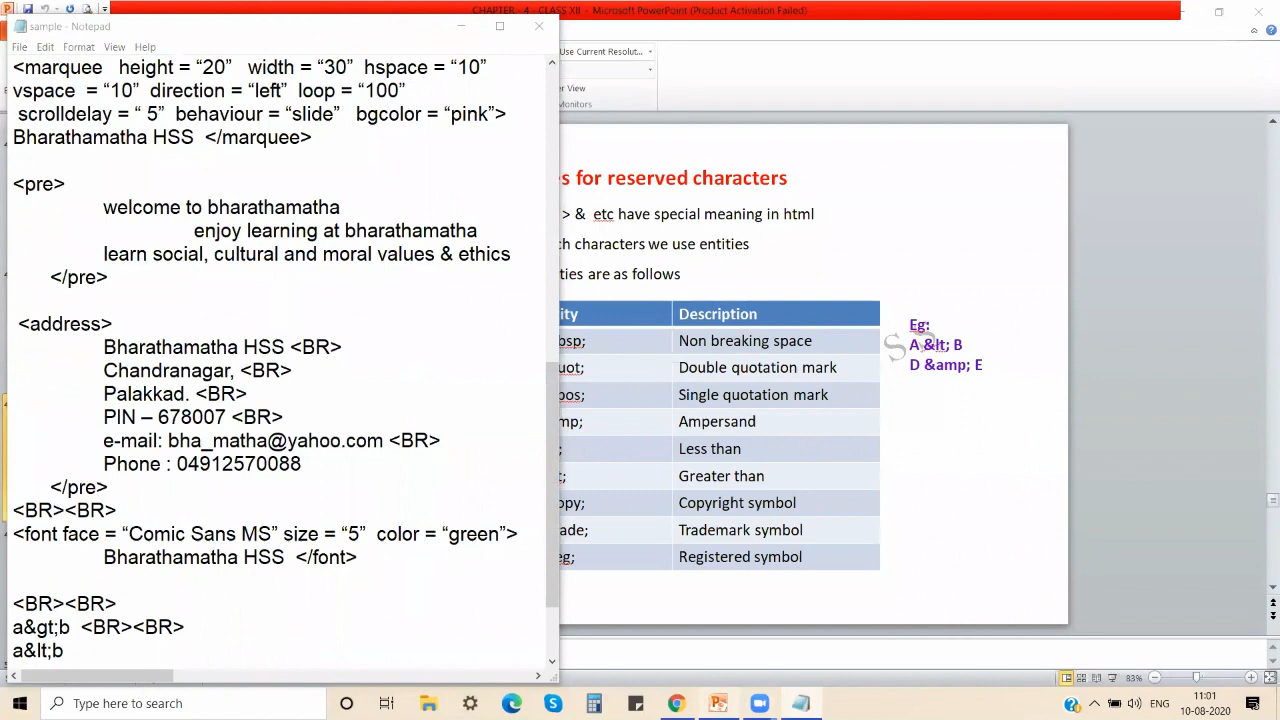 CHAPTER - 4 - CLASS XII - Microsoft PowerPoint (Product Activation Failed)
sample - Notepad
File Edit Format View Help
<marquee height = “20” width = “30” hspace = “10”
vspace = “10” direction = “left” loop = “100”
scrolldelay = “ 5” behaviour = “slide” bgcolor = “pink”>
Bharathamatha HSS </marquee>
<pre>
welcome to bharathamatha
enjoy learning at bharathamatha
learn social, cultural and moral values & ethics
</pre>
<address>
Bharathamatha HSS <BR>
Chandranagar, <BR>
Palakkad. <BR>
PIN – 678007 <BR>
e-mail: bha_matha@yahoo.com <BR>
Phone : 04912570088
</pre>
<BR><BR>
<font face = “Comic Sans MS” size = “5” color = “green”>
Bharathamatha HSS </font>
<BR><BR>
a&gt;b <BR><BR>
a&lt;b
Use Current Resolut...
er View
Monitors
s for reserved characters
> & etc have special meaning in html
ch characters we use entities
ties are as follows
ity Description
bsp; Non breaking space
uot; Double quotation mark
pos; Single quotation mark
mp; Ampersand
; Less than
t; Greater than
opy; Copyright symbol
ade; Trademark symbol
eg; Registered symbol
Eg:
A &lt; B
D &amp; E
83%
Type here to search
ENG
11:01
10-08-2020